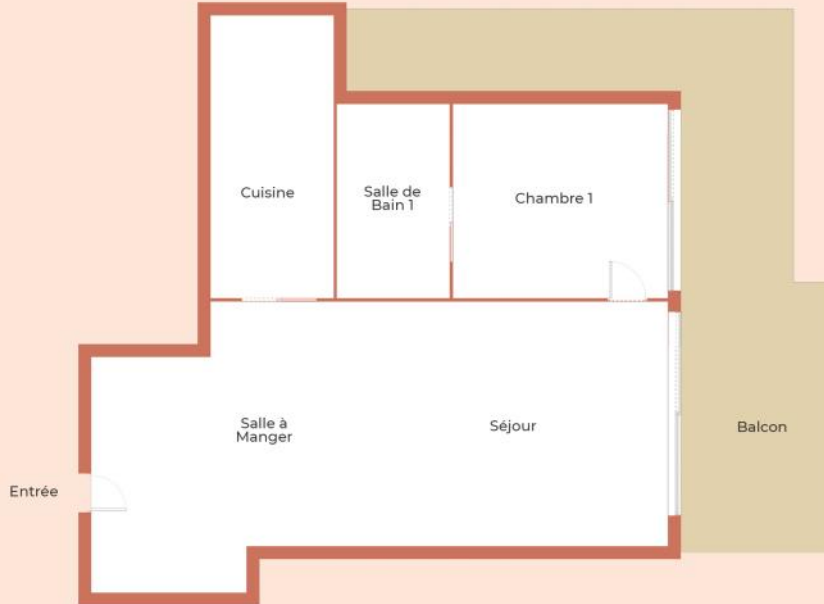 Cuisine
Salle de
Bain 1
Chambre 1
Salle à
Manger
Séjour
Balcon
Entrée